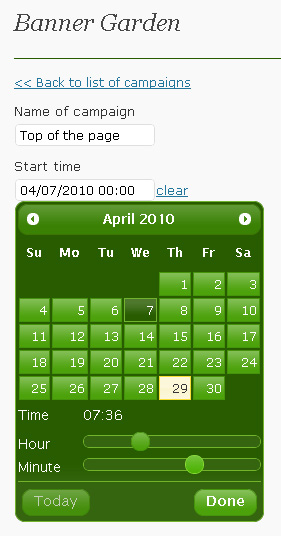 Banner Garden
<< Back to list of campaigns
Name of campaign
Top of the page
Start time
04/07/2010 00:00 clear
April 2010
Su Mo Tu We Th Fr Sa
1 2 3
4 5 6 7 8 9 10
11 12 13 14 15 16 17
18 19 20 21 22 23 24
25 26 27 28 29 30
Time 07:36
Hour
Minute
Today Done